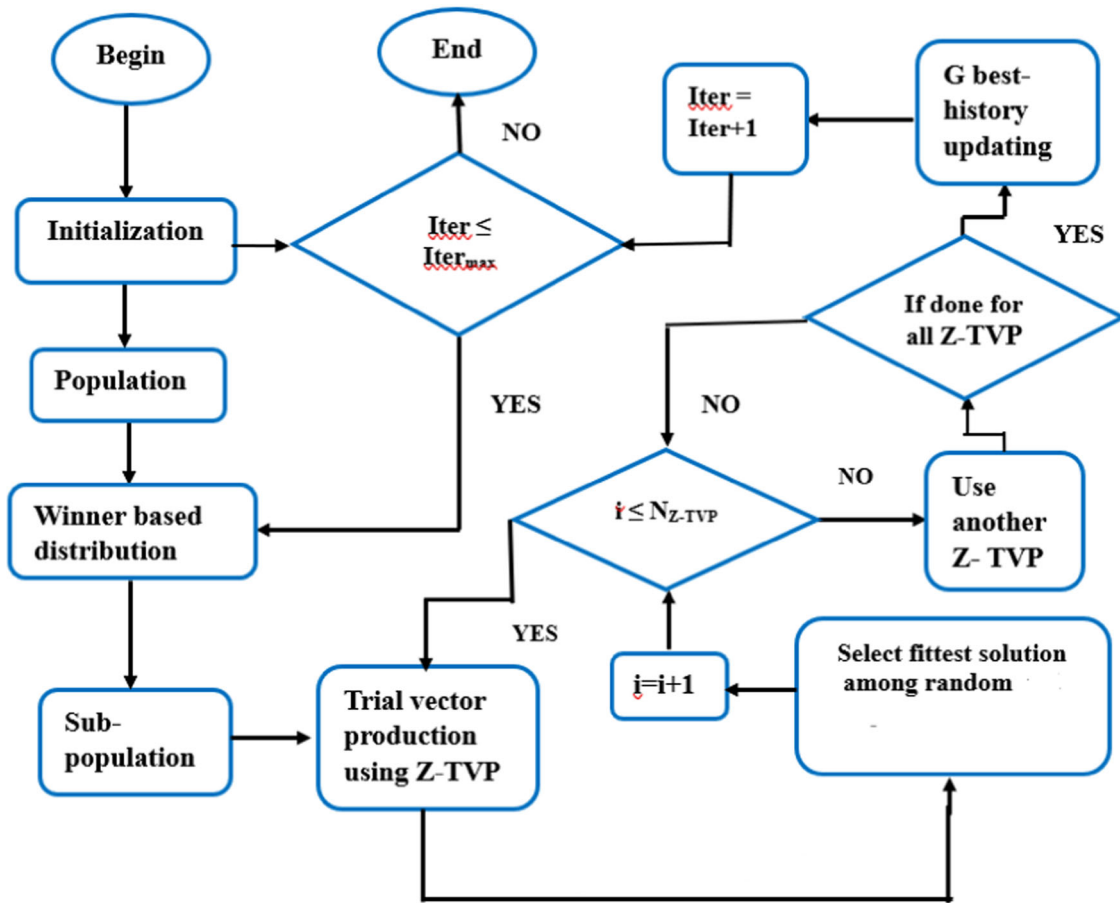 Begin
End
NO
Iter =
Iter+1
G best-
history
updating
Initialization
Iter ≤
Itermax
YES
If done for
all Z-TVP
Population
YES
NO
Winner based
distribution
i ≤ NZ-TVP
NO
Use
another
Z- TVP
YES
Sub-
population
Trial vector
production
using Z-TVP
i=i+1
Select fittest solution
among random